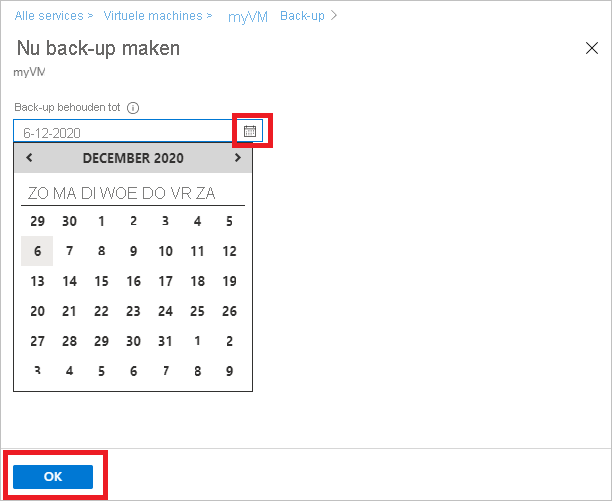 Alle services > Virtuele machines > myVM Back-up >
Nu back-up maken
myVM
Back-up behouden tot
6-12-2020
< DECEMBER 2020 >
ZO MA DI WOE DO VR ZA
29 30 1 2 3 4 5
6 7 8 9 10 11 12
13 14 15 16 17 18 19
20 21 22 23 24 25 26
27 28 29 30 31 1 2
3 4 5 6 7 8 9
OK